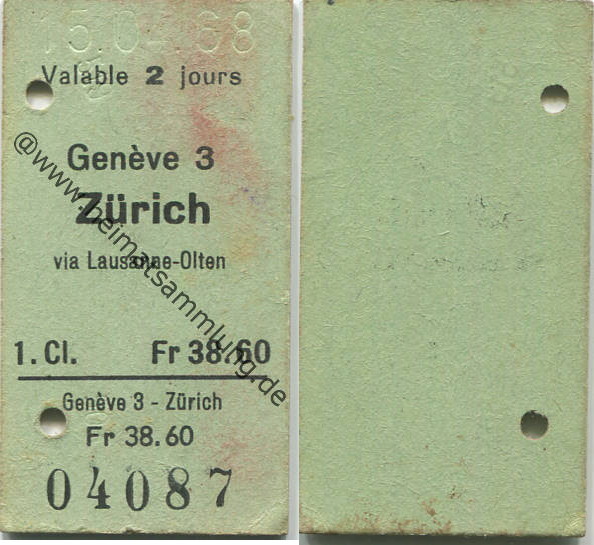 15.04.68
Valable 2 jours
Genève 3
Zürich
via Lausanne-Olten
1. Cl. Fr 38.60
Genève 3 - Zürich
Fr 38.60
04087
@www.heimatsammlung.de